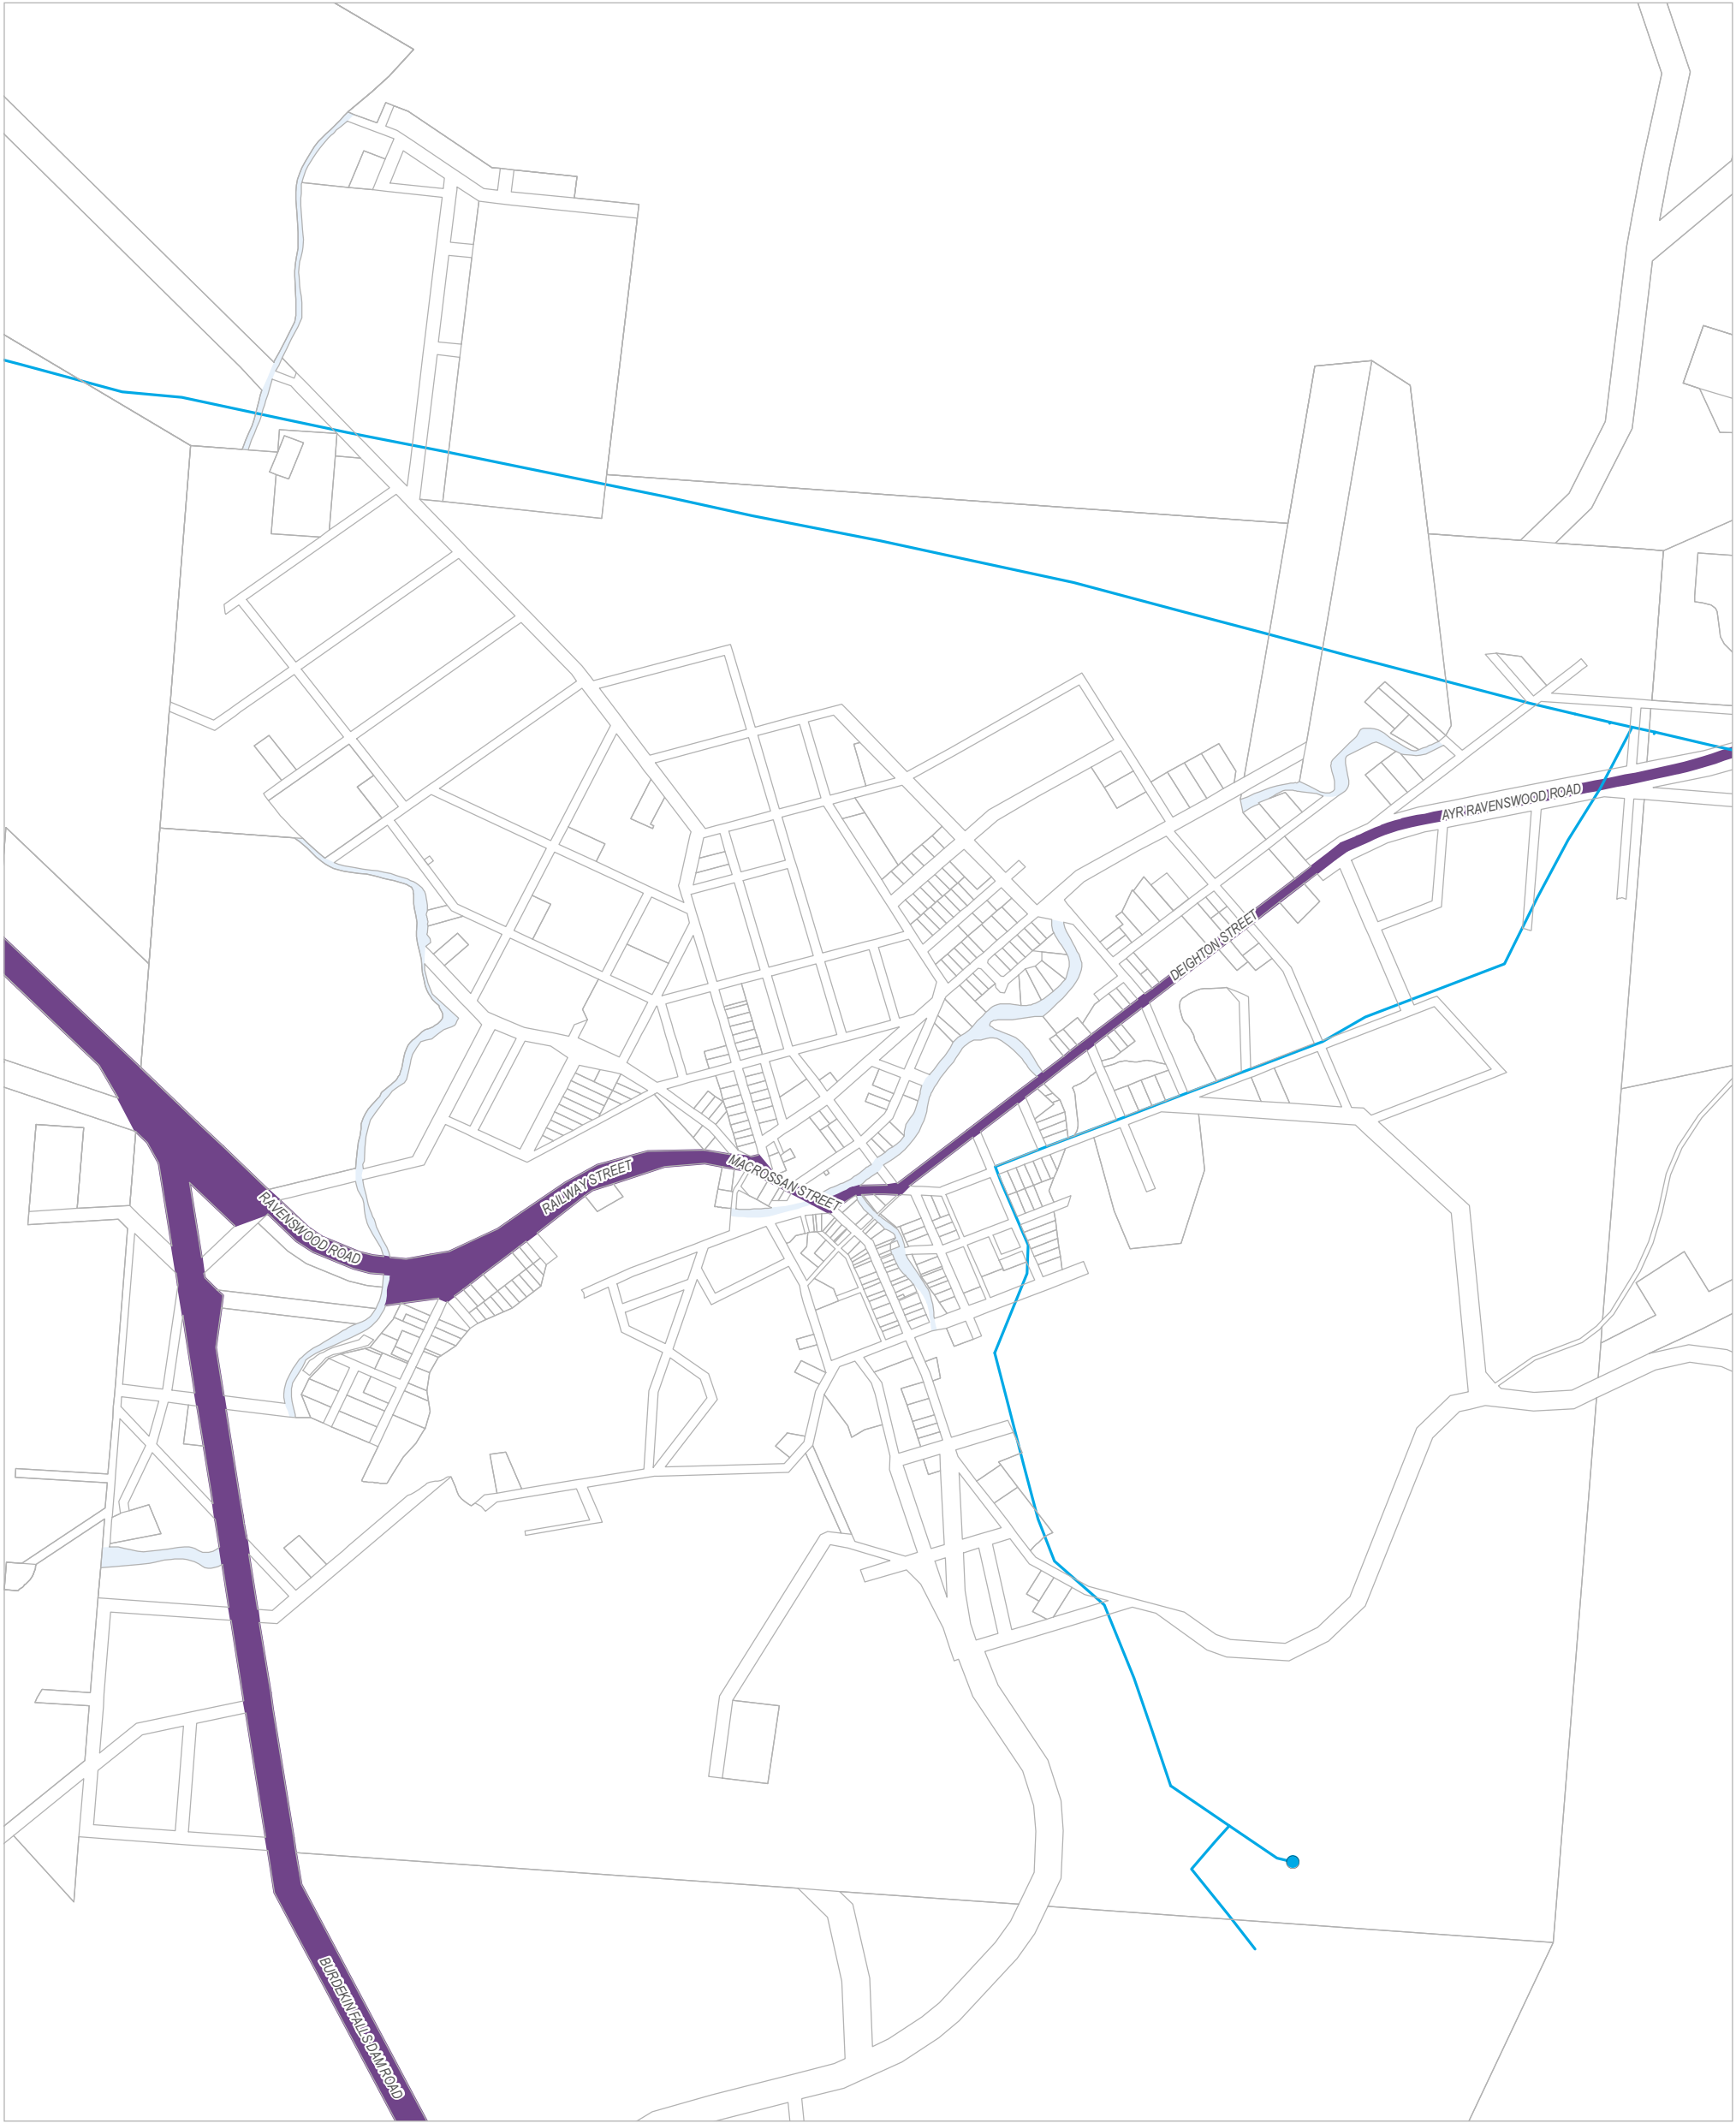 AYR RAVENSWOOD ROAD
DEIGHTON STREET
MACROSSAN STREET
RAILWAY STREET
RAVENSWOOD ROAD
BURDEKIN FALLS DAM ROAD